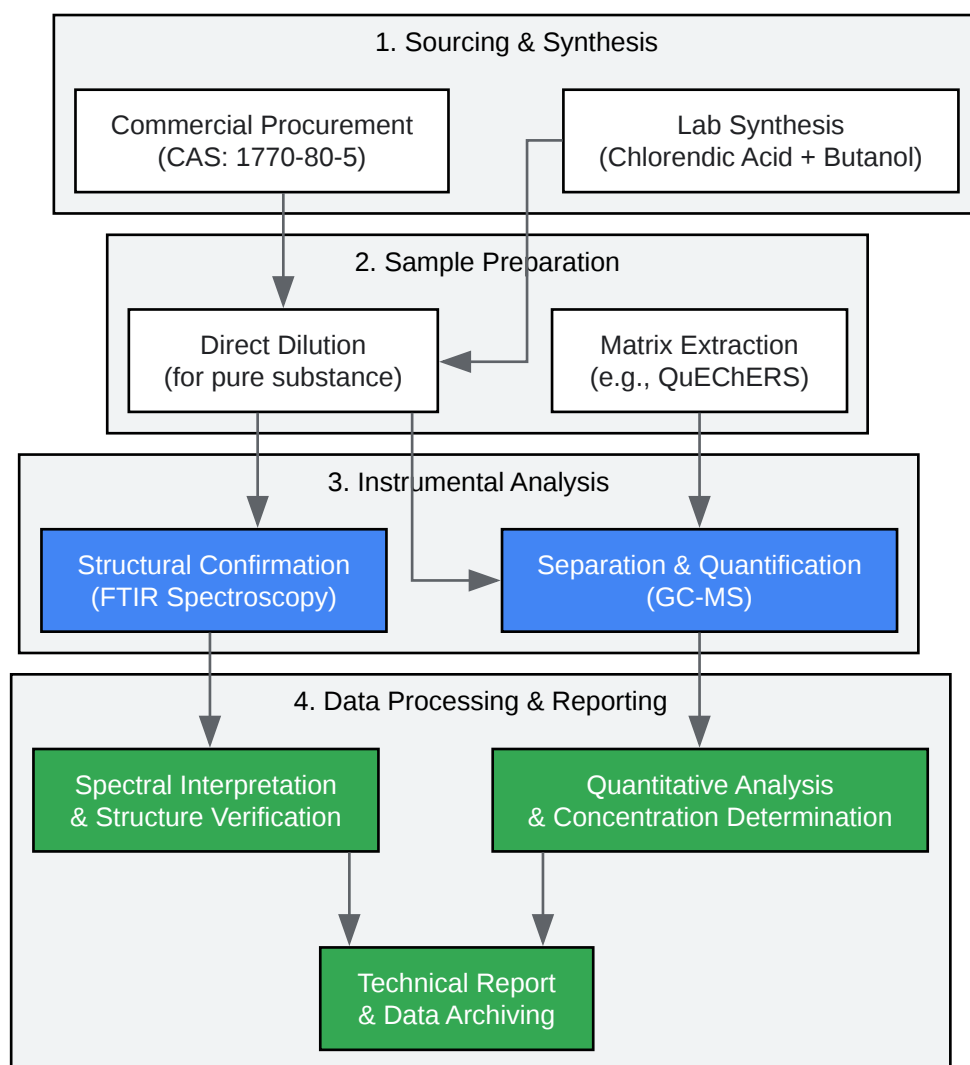 1. Sourcing & Synthesis
Commercial Procurement
(CAS: 1770-80-5)
Lab Synthesis
(Chlorendic Acid + Butanol)
2. Sample Preparation
Direct Dilution
(for pure substance)
Matrix Extraction
(e.g., QuEChERS)
3. Instrumental Analysis
Structural Confirmation
(FTIR Spectroscopy)
Separation & Quantification
(GC-MS)
4. Data Processing & Reporting
Spectral Interpretation
& Structure Verification
Quantitative Analysis
& Concentration Determination
Technical Report
& Data Archiving